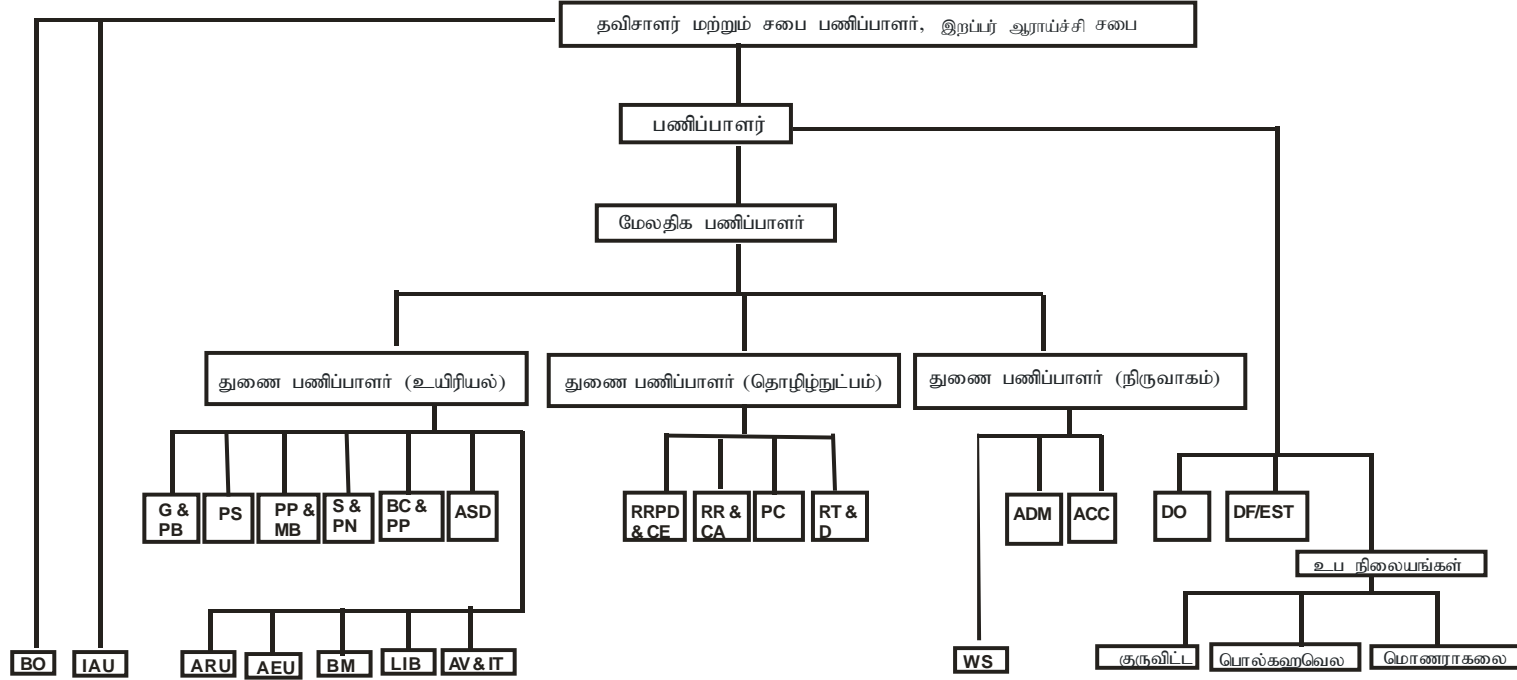 தவிசாளர் மற்றும் சபை பணிப்பாளர், இறப்பர் ஆராய்ச்சி சபை
பணிப்பாளர்
மேலதிக பணிப்பாளர்
துணை பணிப்பாளர் (உயிரியல்)
துணை பணிப்பாளர் (தொழிழ்நுட்பம்)
துணை பணிப்பாளர் (நிருவாகம்)
G &
PB
PS
PP &
MB
S &
PN
BC &
PP
ASD
RRPD
& CE
RR &
CA
PC
RT &
D
ADM
ACC
DO
DF/EST
உப நிலையங்கள்
BO
IAU
ARU
AEU
BM
LIB
AV & IT
WS
குருவிட்ட
பொல்கஹவெல
மொணராகலை